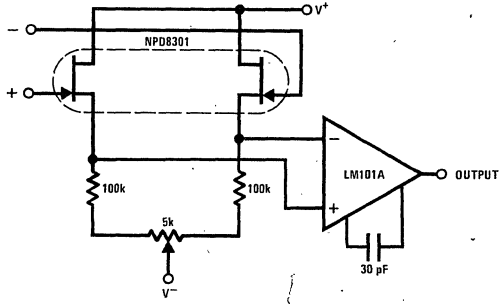 V+
−
NPD8301
+
−
LM101A
OUTPUT
+
100k
100k
5k
30 pF
V−